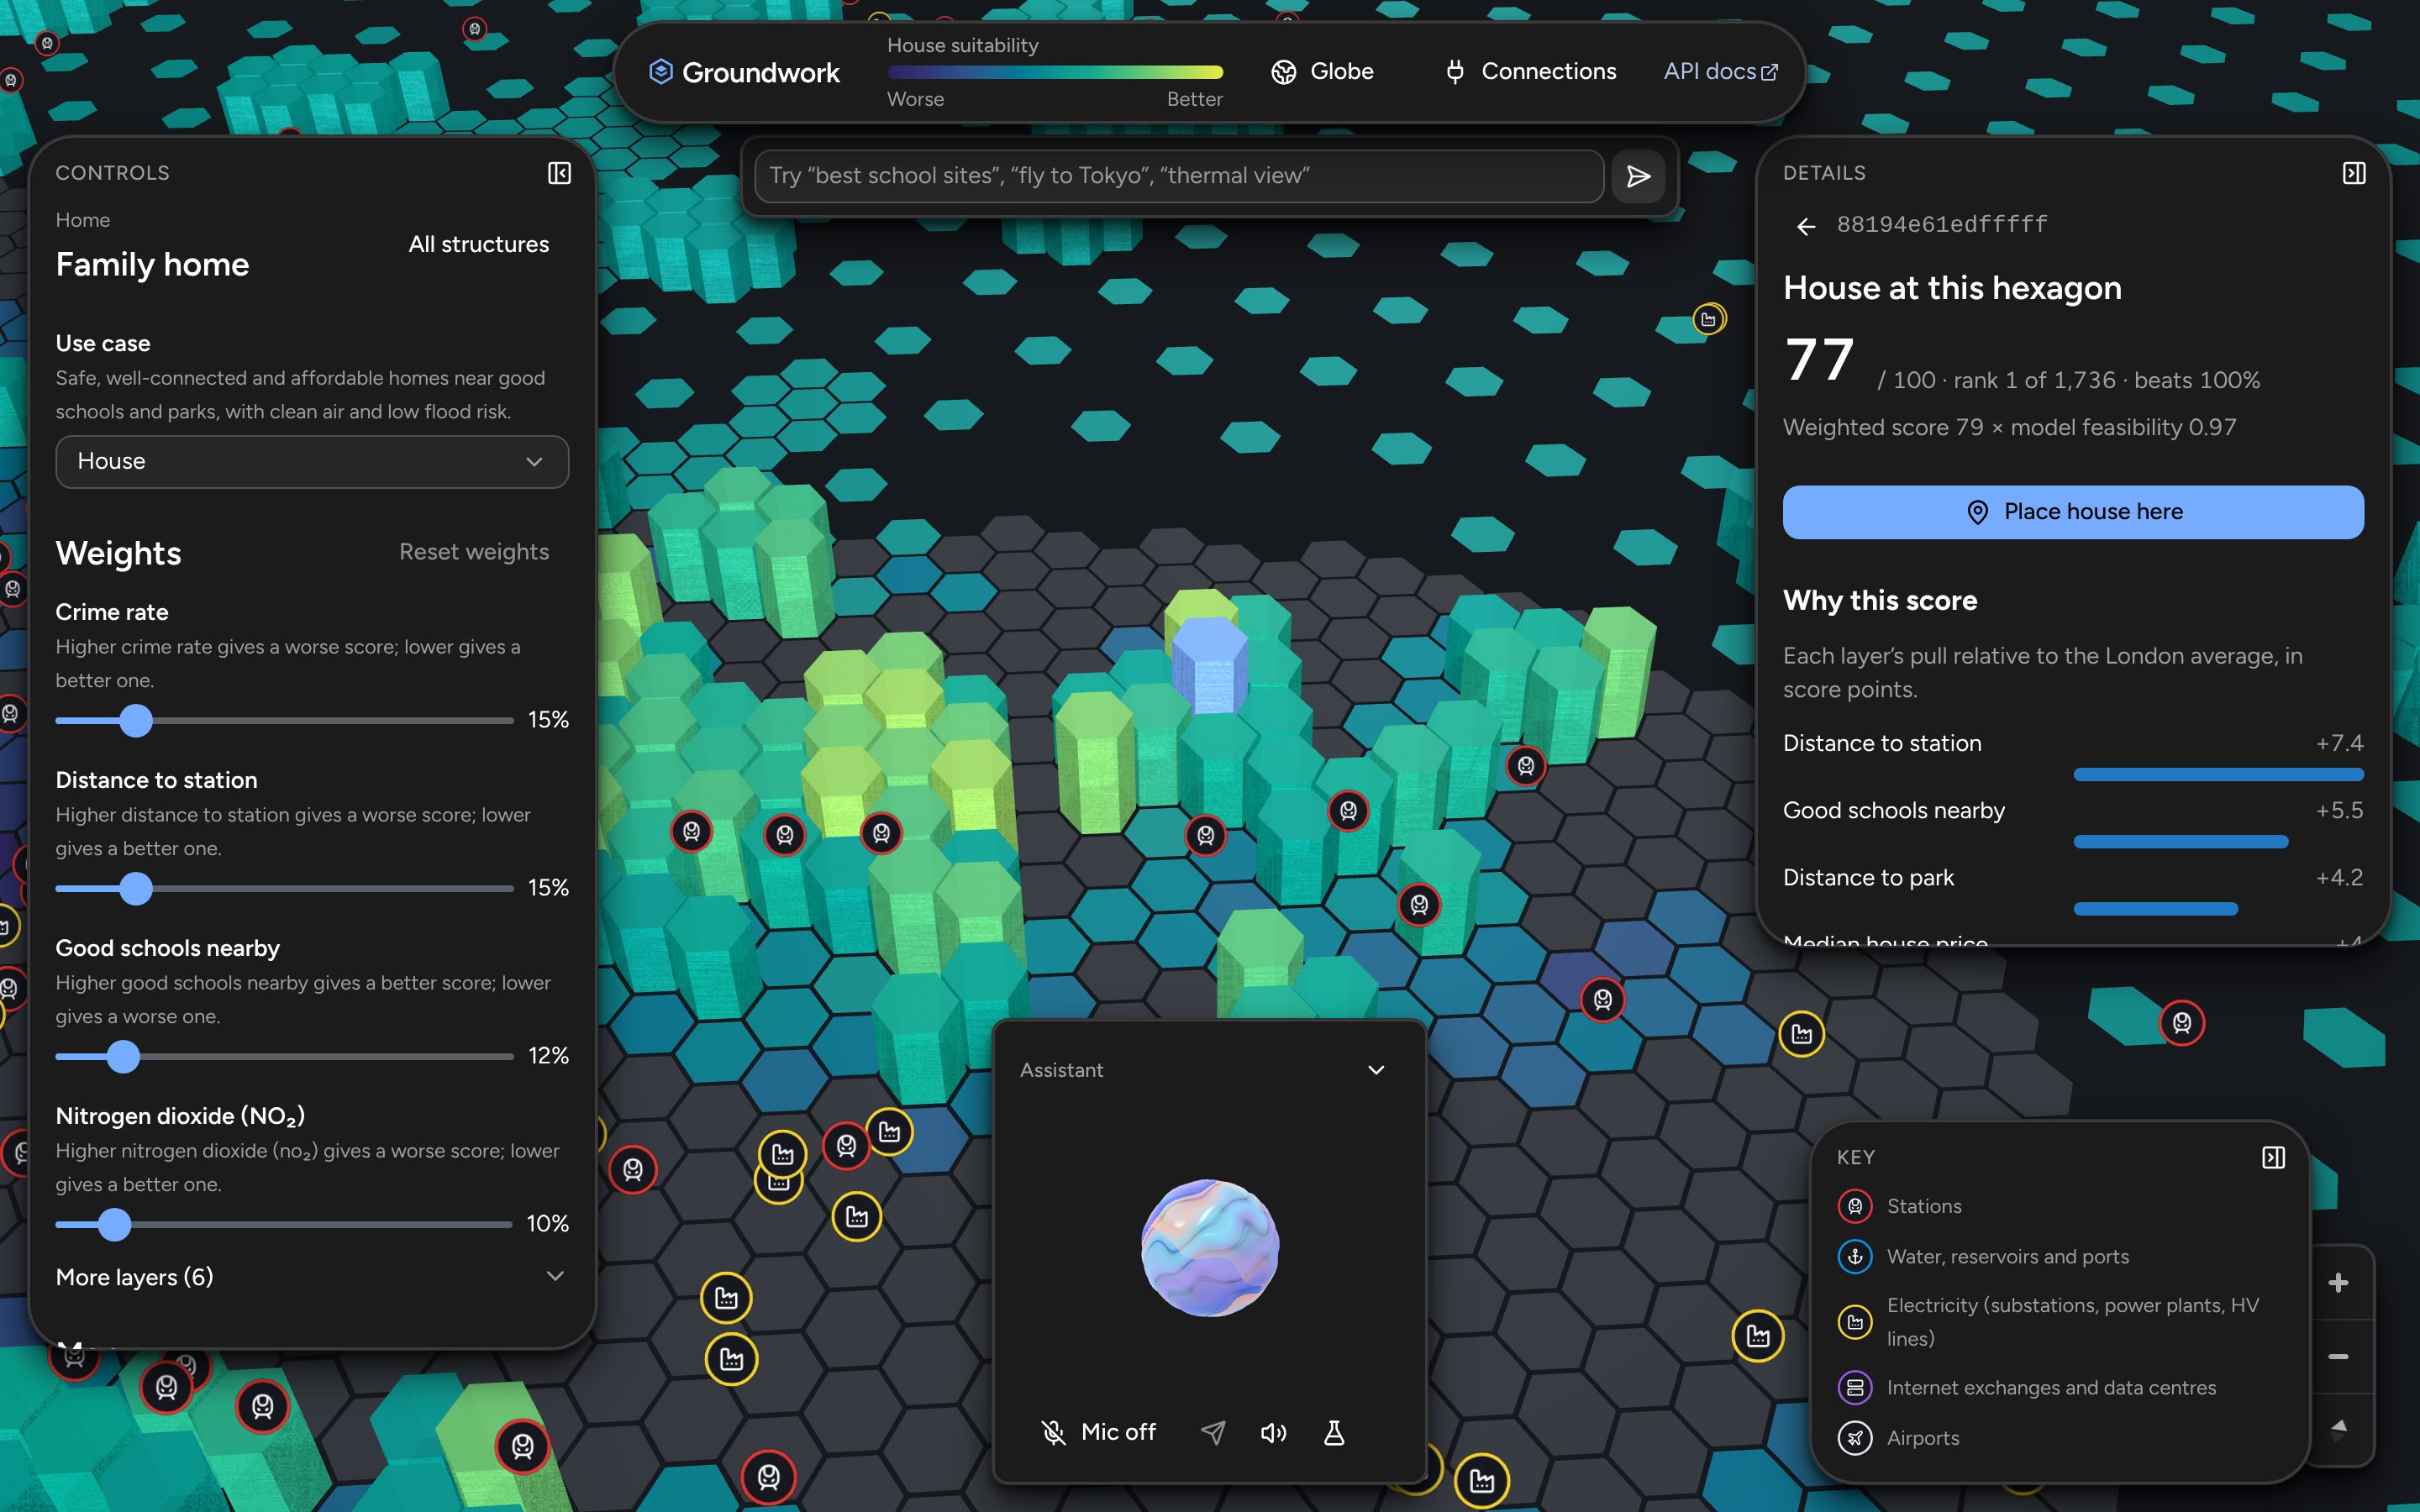 Groundwork
House suitability
Worse Better
Globe
Connections
API docs
Try “best school sites”, “fly to Tokyo”, “thermal view”
CONTROLS
Home
Family home
All structures
Use case
Safe, well-connected and affordable homes near good
schools and parks, with clean air and low flood risk.
House
Weights
Reset weights
Crime rate
Higher crime rate gives a worse score; lower gives a
better one.
15%
Distance to station
Higher distance to station gives a worse score; lower
gives a better one.
15%
Good schools nearby
Higher good schools nearby gives a better score; lower
gives a worse one.
12%
Nitrogen dioxide (NO₂)
Higher nitrogen dioxide (no₂) gives a worse score; lower
gives a better one.
10%
More layers (6)
Assistant
Mic off
DETAILS
88194e61edfffff
House at this hexagon
77 / 100 · rank 1 of 1,736 · beats 100%
Weighted score 79 × model feasibility 0.97
Place house here
Why this score
Each layer’s pull relative to the London average, in
score points.
Distance to station +7.4
Good schools nearby +5.5
Distance to park +4.2
Median house price
KEY
Stations
Water, reservoirs and ports
Electricity (substations, power plants, HV
lines)
Internet exchanges and data centres
Airports